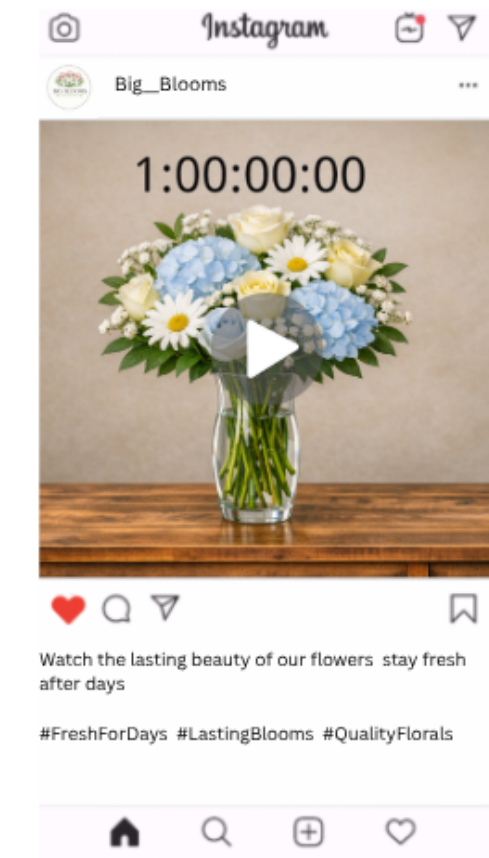 Instagram
Big__Blooms
1:00:00:00
Watch the lasting beauty of our flowers  stay fresh
after days
#FreshForDays #LastingBlooms #QualityFlorals